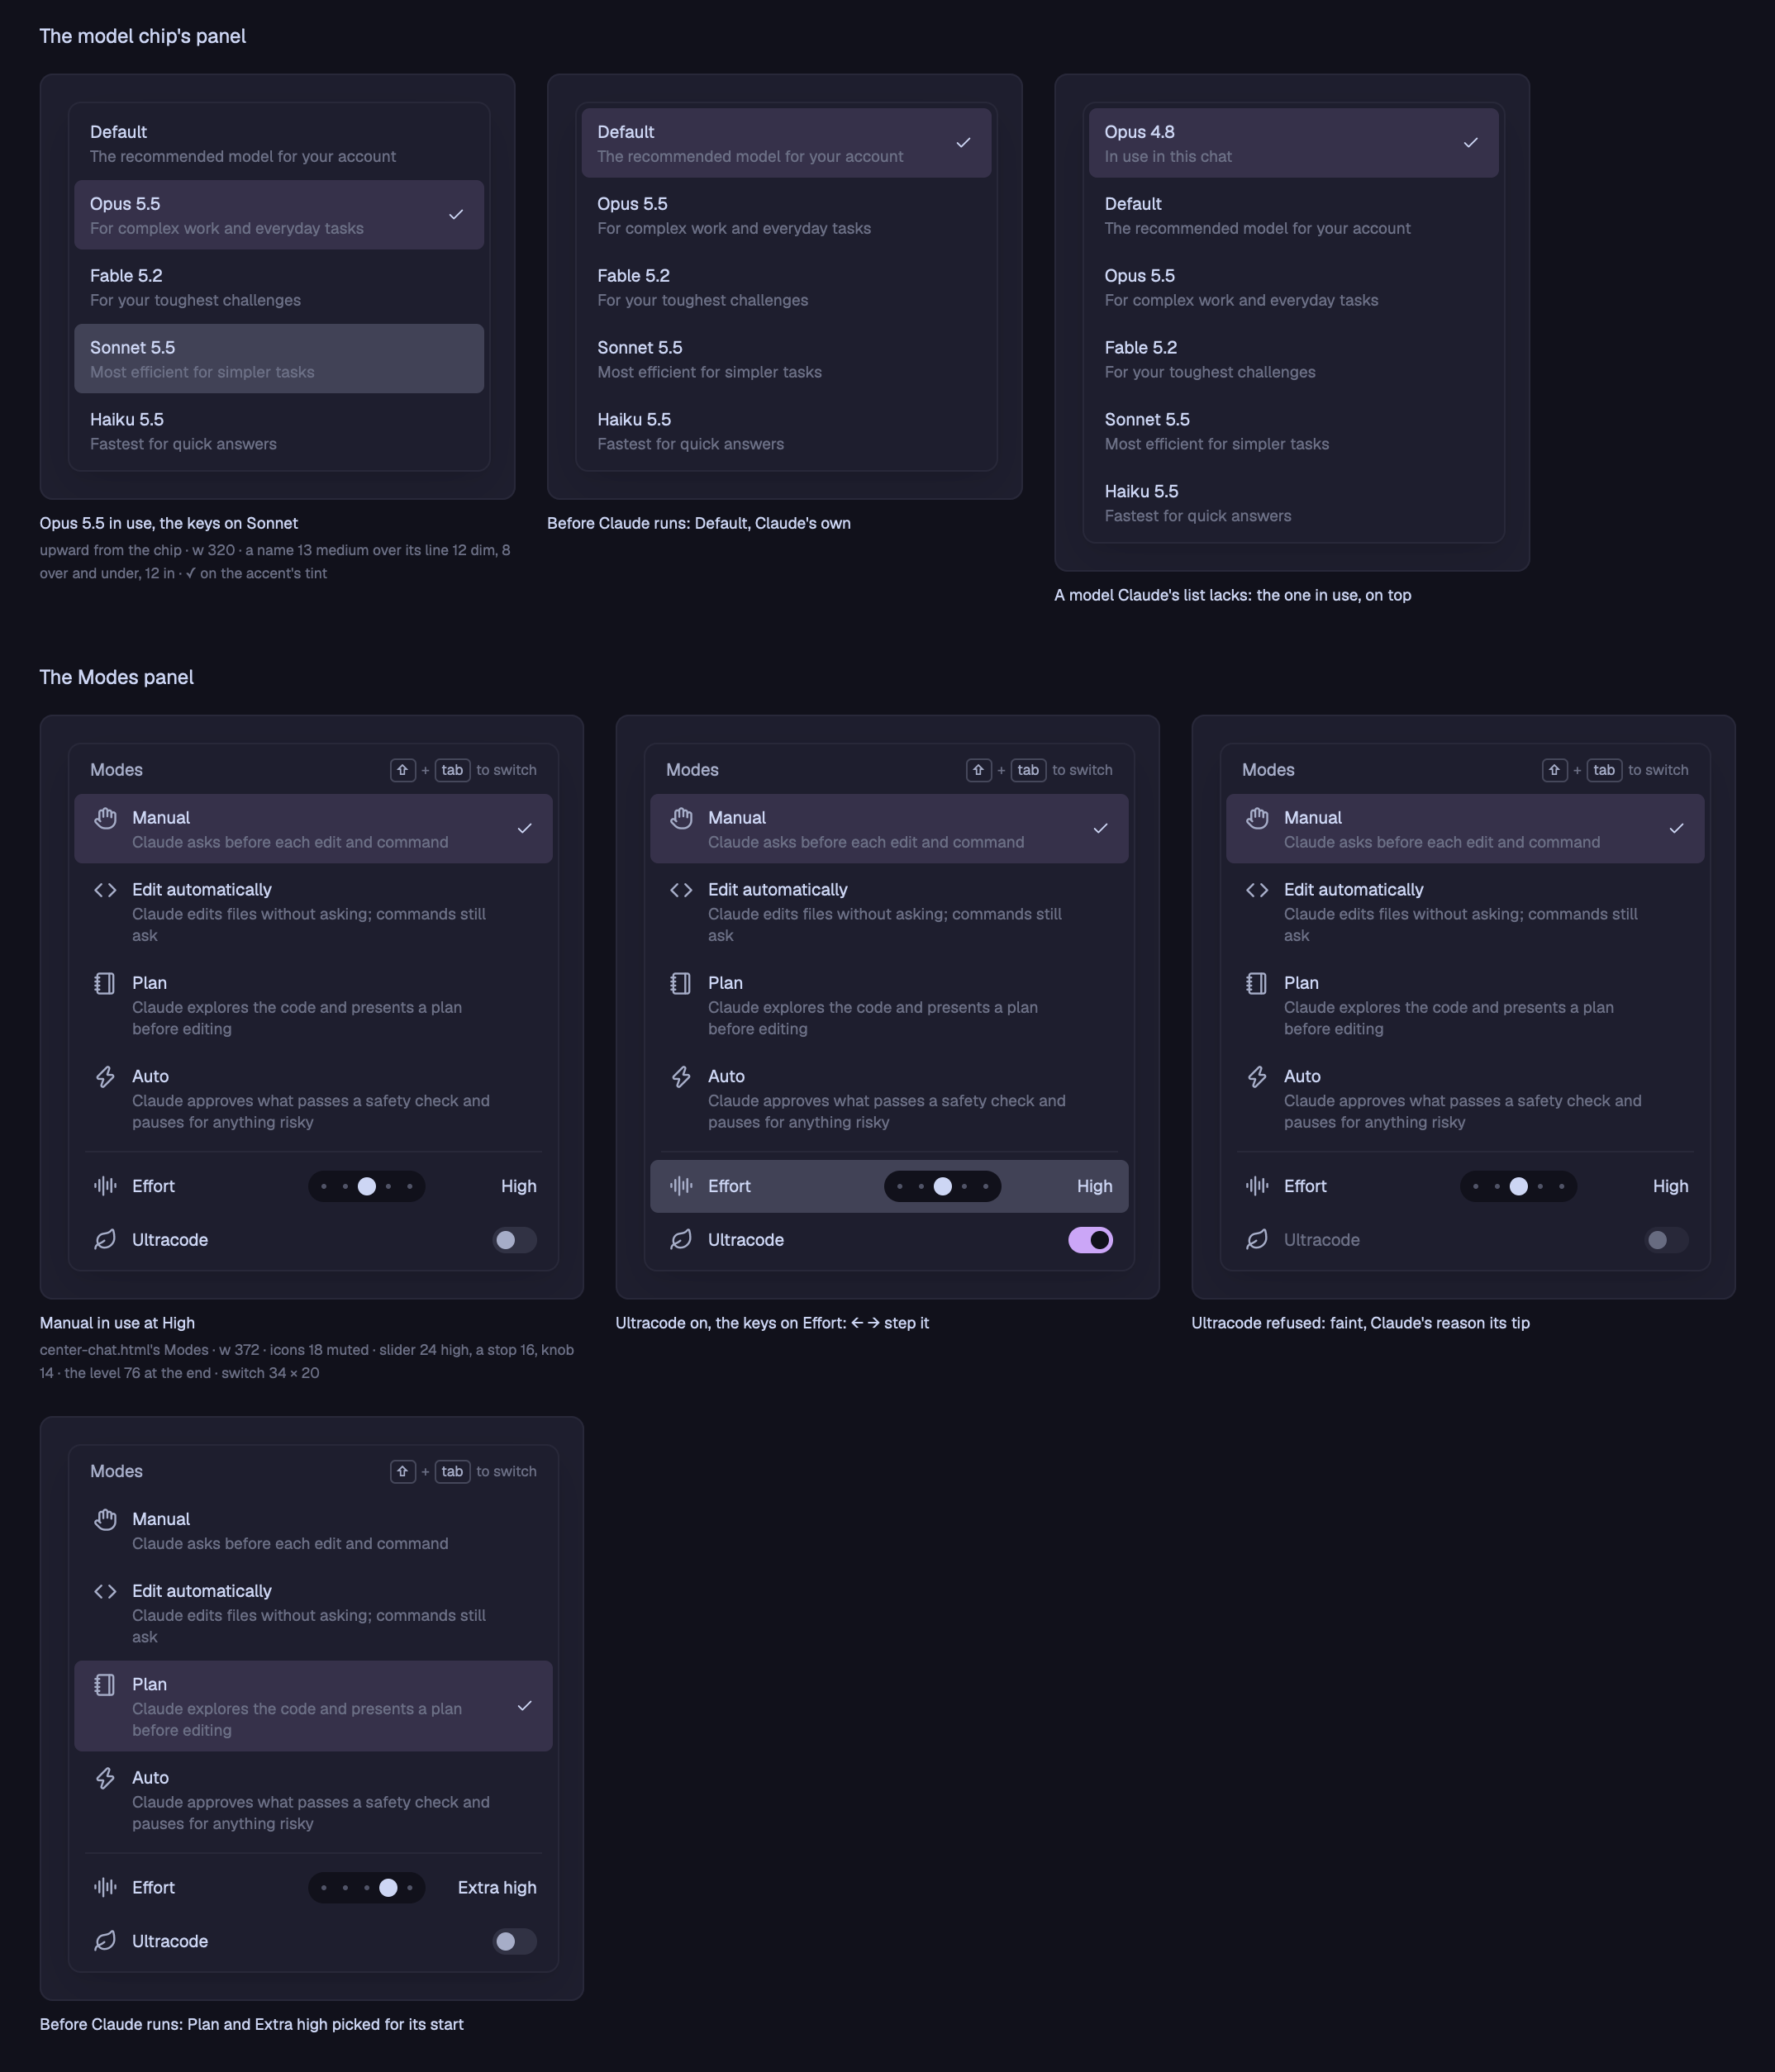 The model chip's panel
Default
The recommended model for your account
Opus 5.5
For complex work and everyday tasks
Fable 5.2
For your toughest challenges
Sonnet 5.5
Most efficient for simpler tasks
Haiku 5.5
Fastest for quick answers
Opus 5.5 in use, the keys on Sonnet
upward from the chip · w 320 · a name 13 medium over its line 12 dim, 8
over and under, 12 in · ✓ on the accent's tint
Default
The recommended model for your account
Opus 5.5
For complex work and everyday tasks
Fable 5.2
For your toughest challenges
Sonnet 5.5
Most efficient for simpler tasks
Haiku 5.5
Fastest for quick answers
Before Claude runs: Default, Claude's own
Opus 4.8
In use in this chat
Default
The recommended model for your account
Opus 5.5
For complex work and everyday tasks
Fable 5.2
For your toughest challenges
Sonnet 5.5
Most efficient for simpler tasks
Haiku 5.5
Fastest for quick answers
A model Claude's list lacks: the one in use, on top
The Modes panel
Modes ⇧ + tab to switch
Manual
Claude asks before each edit and command
Edit automatically
Claude edits files without asking; commands still
ask
Plan
Claude explores the code and presents a plan
before editing
Auto
Claude approves what passes a safety check and
pauses for anything risky
Effort High
Ultracode
Manual in use at High
center-chat.html's Modes · w 372 · icons 18 muted · slider 24 high, a stop 16, knob
14 · the level 76 at the end · switch 34 × 20
Modes ⇧ + tab to switch
Manual
Claude asks before each edit and command
Edit automatically
Claude edits files without asking; commands still
ask
Plan
Claude explores the code and presents a plan
before editing
Auto
Claude approves what passes a safety check and
pauses for anything risky
Effort High
Ultracode
Ultracode on, the keys on Effort: ← → step it
Modes ⇧ + tab to switch
Manual
Claude asks before each edit and command
Edit automatically
Claude edits files without asking; commands still
ask
Plan
Claude explores the code and presents a plan
before editing
Auto
Claude approves what passes a safety check and
pauses for anything risky
Effort High
Ultracode
Ultracode refused: faint, Claude's reason its tip
Modes ⇧ + tab to switch
Manual
Claude asks before each edit and command
Edit automatically
Claude edits files without asking; commands still
ask
Plan
Claude explores the code and presents a plan
before editing
Auto
Claude approves what passes a safety check and
pauses for anything risky
Effort Extra high
Ultracode
Before Claude runs: Plan and Extra high picked for its start